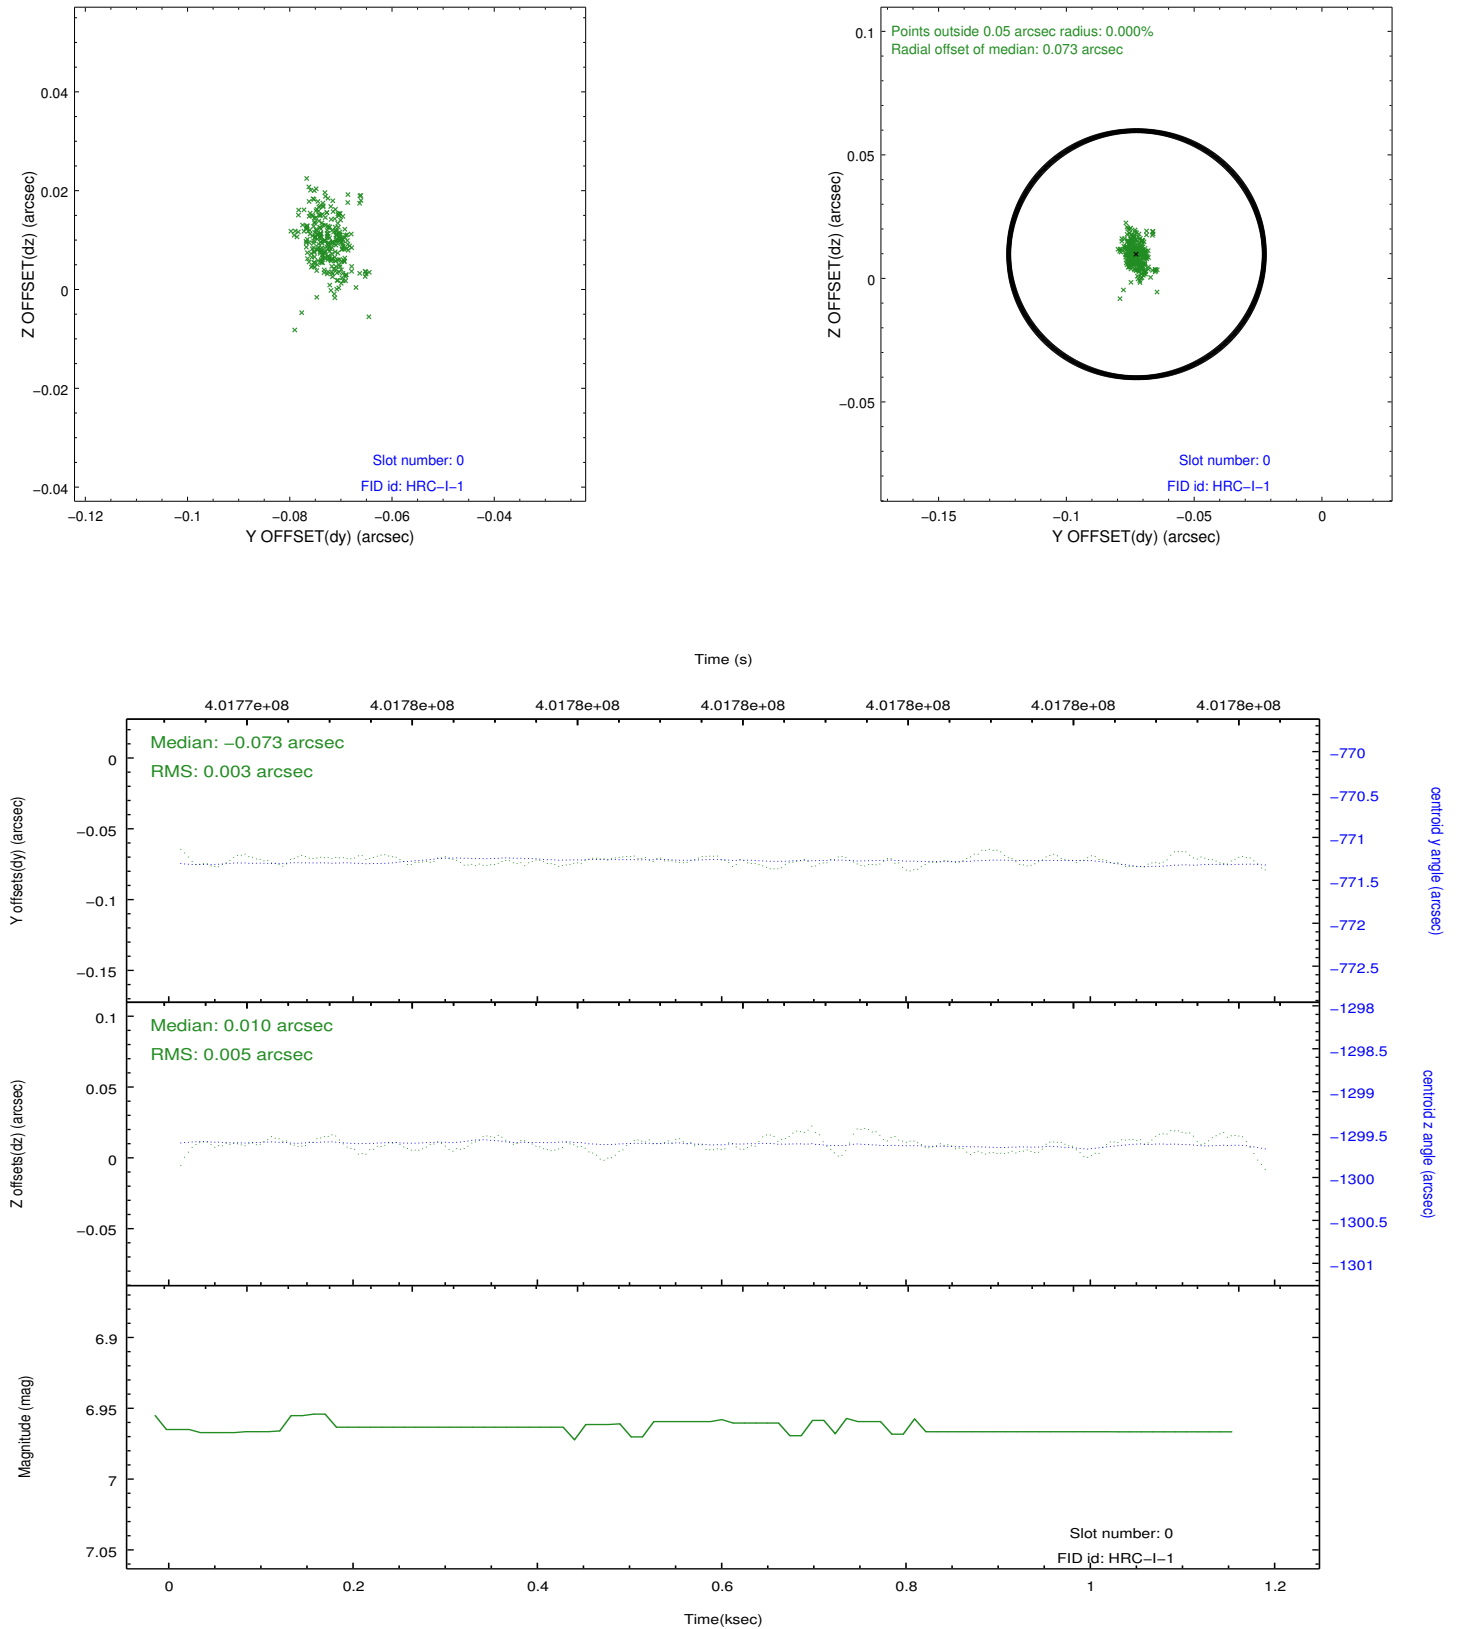 0.04
0.02
0
−0.02
−0.04
Z OFFSET(dz) (arcsec)
Slot number: 0
FID id: HRC−I−1
−0.12
−0.1
−0.08
−0.06
−0.04
Y OFFSET(dy) (arcsec)
Points outside 0.05 arcsec radius: 0.000%
Radial offset of median: 0.073 arcsec
0.1
0.05
0
−0.05
Z OFFSET(dz) (arcsec)
Slot number: 0
FID id: HRC−I−1
−0.15
−0.1
−0.05
0
Y OFFSET(dy) (arcsec)
Time (s)
4.0177e+08
4.0178e+08
4.0178e+08
4.0178e+08
4.0178e+08
4.0178e+08
4.0178e+08
Median: −0.073 arcsec
RMS: 0.003 arcsec
0
−0.05
−0.1
−0.15
Y offsets(dy) (arcsec)
−770
−770.5
−771
−771.5
−772
−772.5
centroid y angle (arcsec)
Median: 0.010 arcsec
RMS: 0.005 arcsec
0.1
0.05
0
−0.05
Z offsets(dz) (arcsec)
−1298
−1298.5
−1299
−1299.5
−1300
−1300.5
−1301
centroid z angle (arcsec)
6.9
6.95
7
7.05
Magnitude (mag)
Slot number: 0
FID id: HRC−I−1
0
0.2
0.4
0.6
0.8
1
1.2
Time(ksec)